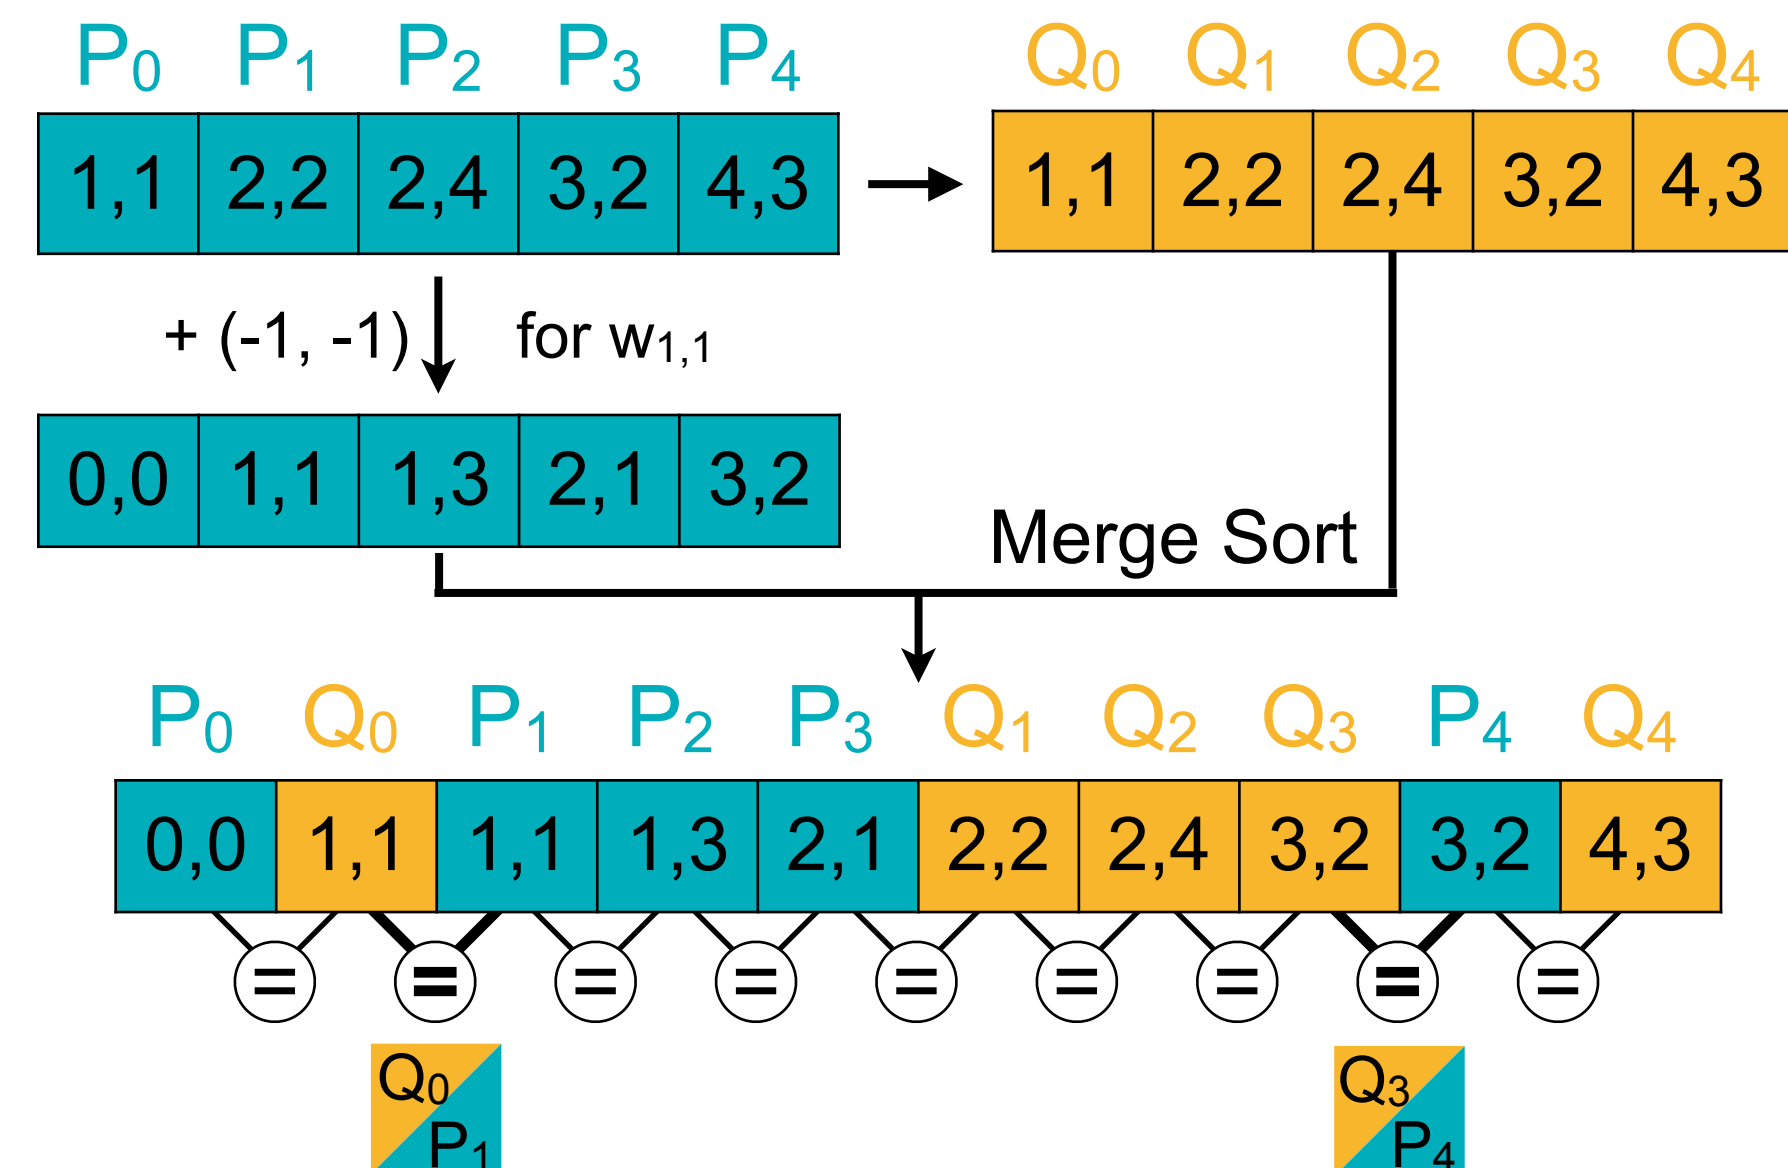 P₀ P₁ P₂ P₃ P₄ Q₀ Q₁ Q₂ Q₃ Q₄
1,1 2,2 2,4 3,2 4,3 1,1 2,2 2,4 3,2 4,3
+ (-1, -1) for w₁,₁
0,0 1,1 1,3 2,1 3,2
Merge Sort
P₀ Q₀ P₁ P₂ P₃ Q₁ Q₂ Q₃ P₄ Q₄
0,0 1,1 1,1 1,3 2,1 2,2 2,4 3,2 3,2 4,3
= = = = = = = = =
Q₀ Q₃
P₁ P₄